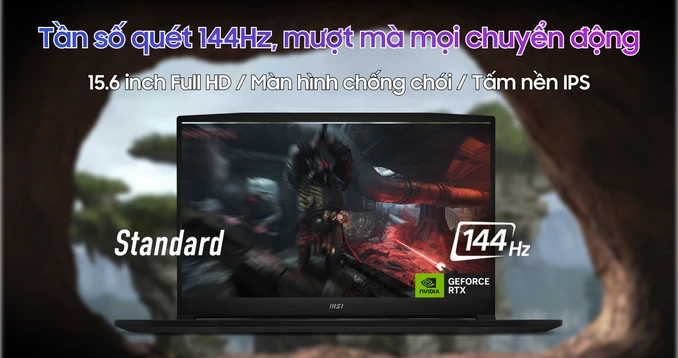 Tần số quét 144Hz, mượt mà mọi chuyển động
15.6 inch Full HD / Màn hình chống chói / Tấm nền IPS
Standard
144Hz
NVIDIA
GEFORCE
RTX
msi